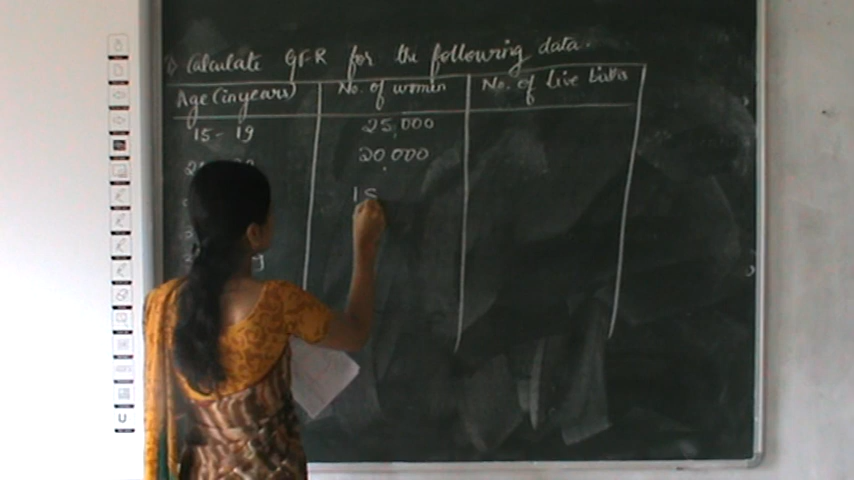 Calculate GFR for the following data.
Age (in years) No. of women No. of live births
15 - 19 25,000
20,000
15